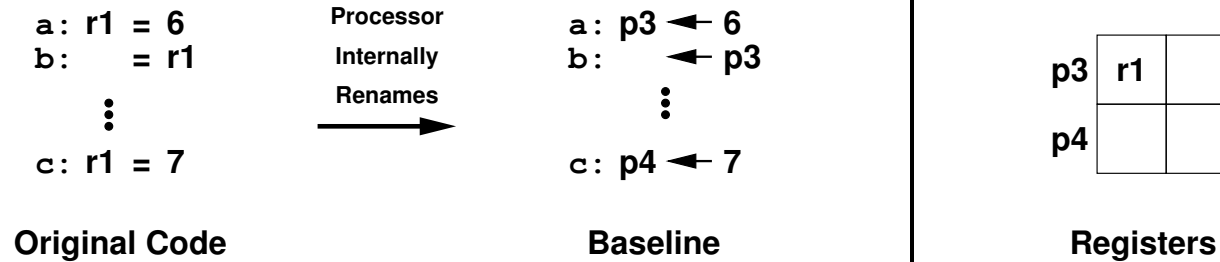 a: r1 = 6
b: = r1
c: r1 = 7
Original Code
Processor
Internally
Renames
a: p3 ← 6
b: ← p3
c: p4 ← 7
Baseline
p3 r1
p4
Registers